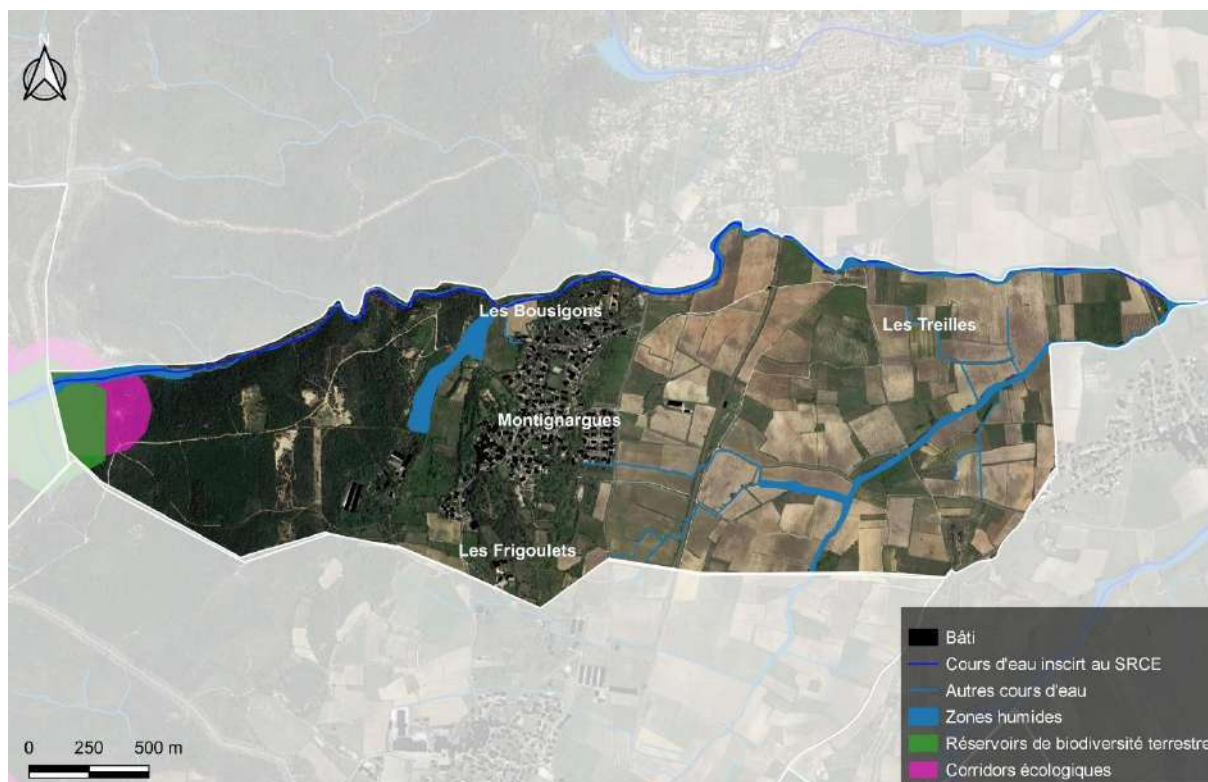 N
Les Bousigons
Les Treilles
Montignargues
Les Frigoulets
Bâti
Cours d'eau inscirt au SRCE
Autres cours d'eau
Zones humides
Réservoirs de biodiversité terrestre
Corridors écologiques
0 250 500 m